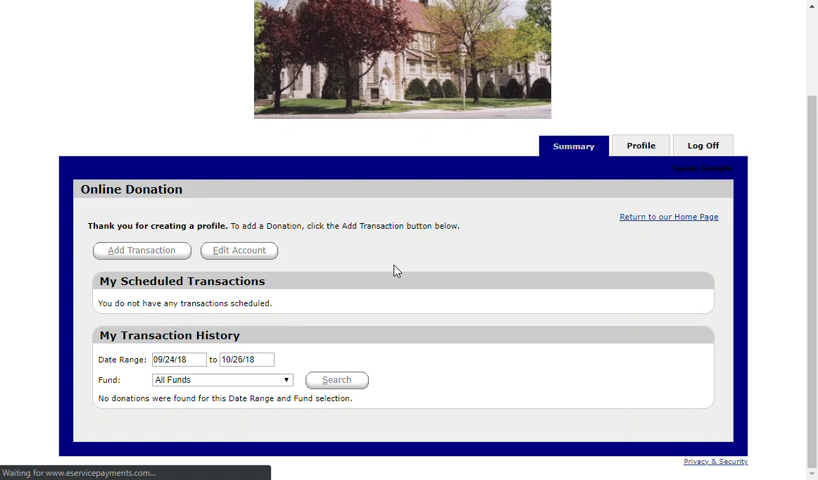 Summary Profile Log Off
Online Donation
Return to our Home Page
Thank you for creating a profile. To add a Donation, click the Add Transaction button below.
Add Transaction Edit Account
My Scheduled Transactions
You do not have any transactions scheduled.
My Transaction History
Date Range: 09/24/18 to 10/26/18
Fund: All Funds Search
No donations were found for this Date Range and Fund selection.
Privacy & Security
Waiting for www.eservicepayments.com...